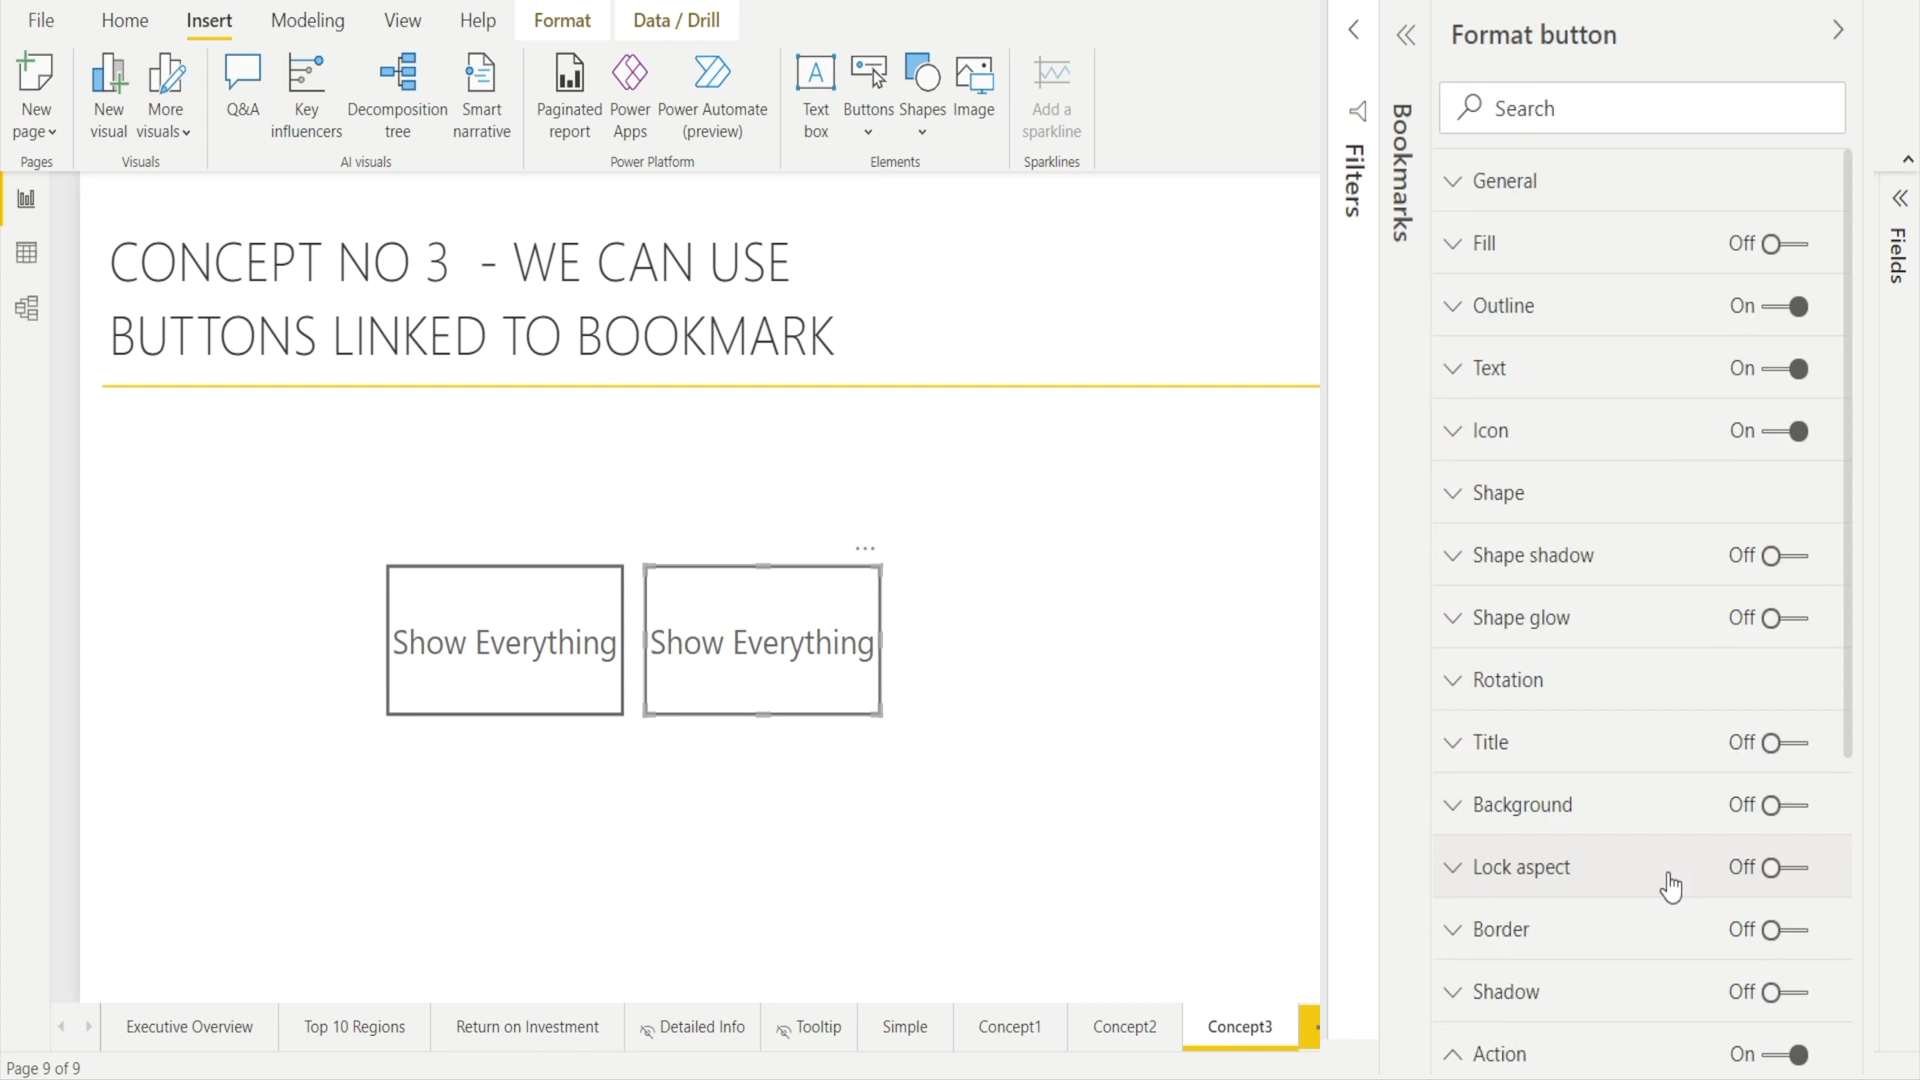 File Home Insert Modeling View Help Format Data / Drill
New page
New visual
More visuals
Q&A
Key influencers
Decomposition tree
Smart narrative
Paginated report
Power Apps
Power Automate (preview)
Text box
Buttons
Shapes
Image
Add a sparkline
Pages Visuals AI visuals Power Platform Elements Sparklines
CONCEPT NO 3 - WE CAN USE
BUTTONS LINKED TO BOOKMARK
Show Everything Show Everything
Executive Overview Top 10 Regions Return on Investment Detailed Info Tooltip Simple Concept1 Concept2 Concept3
Page 9 of 9
Filters
Bookmarks
Format button
Search
General
Fill Off
Outline On
Text On
Icon On
Shape
Shape shadow Off
Shape glow Off
Rotation
Title Off
Background Off
Lock aspect Off
Border Off
Shadow Off
Action On
Fields